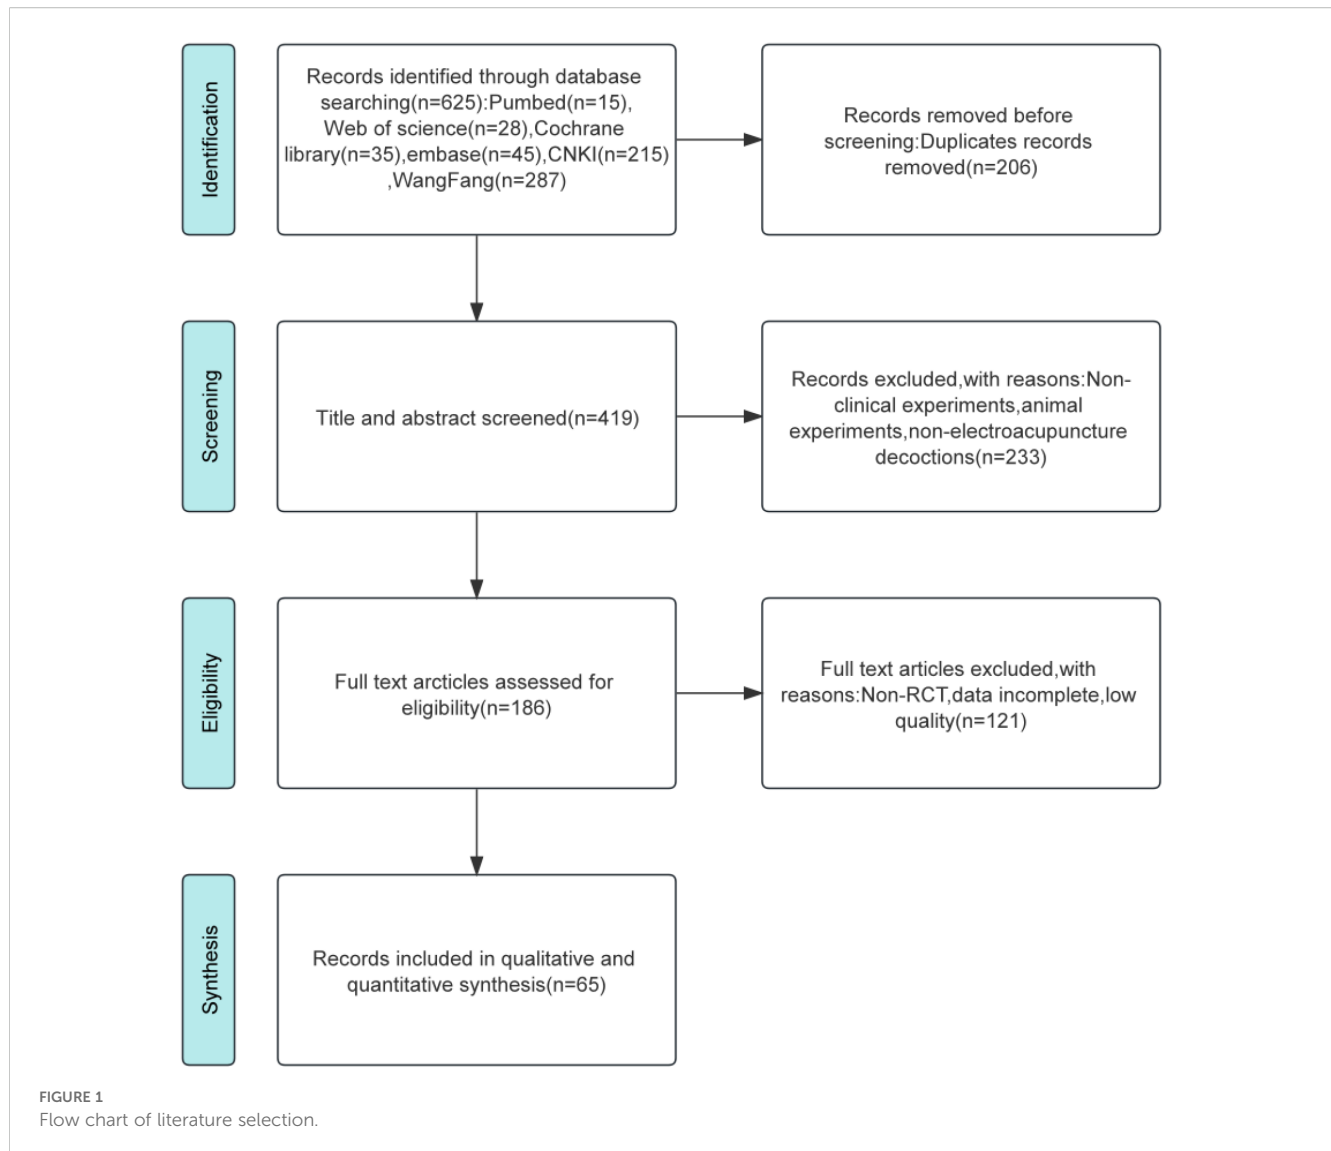 Identification
Records identified through database
searching(n=625):Pumbed(n=15),
Web of science(n=28),Cochrane
library(n=35),embase(n=45),CNKI(n=215)
,WangFang(n=287)
Records removed before
screening:Duplicates records
removed(n=206)
Screening
Title and abstract screened(n=419)
Records excluded,with reasons:Non-
clinical experiments,animal
experiments,non-electroacupuncture
decoctions(n=233)
Eligibility
Full text arcticles assessed for
eligibility(n=186)
Full text articles excluded,with
reasons:Non-RCT,data incomplete,low
quality(n=121)
Synthesis
Records included in qualitative and
quantitative synthesis(n=65)
FIGURE 1
Flow chart of literature selection.